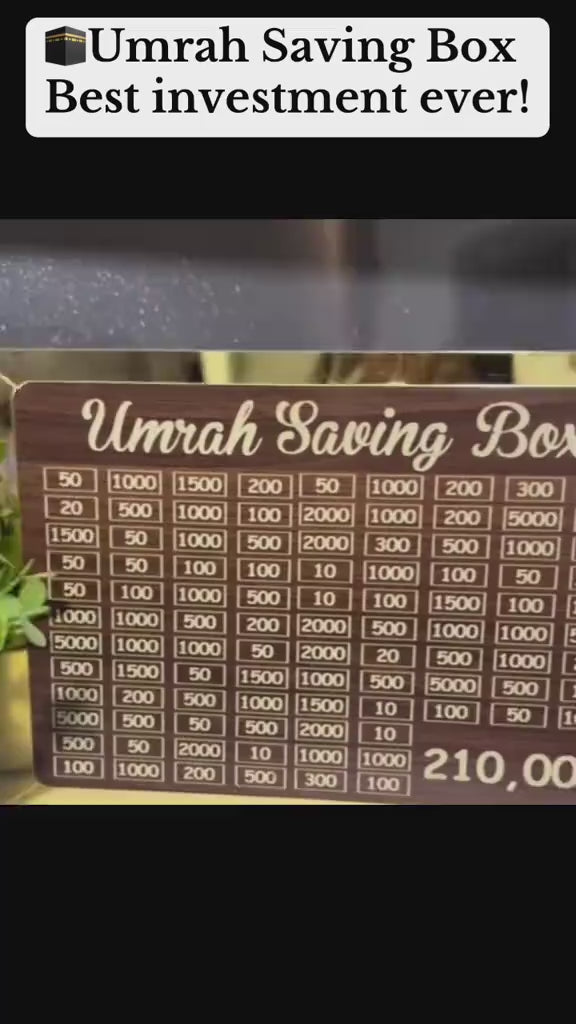 🕋Umrah Saving Box
Best investment ever!
Umrah Saving Box
50 1000 1500 200 50 1000 200 300
20 500 1000 100 2000 1000 200 5000
1500 50 1000 500 2000 300 500 1000
50 50 100 100 10 1000 100 50
50 100 1000 500 10 100 1500 100
1000 1000 500 200 2000 500 1000 1000
5000 1000 1000 50 2000 20 500 1000
500 1500 50 1500 1000 500 5000 500
1000 200 500 1000 1500 10 100 50
5000 500 50 500 2000 10
500 50 2000 10 1000 1000
100 1000 200 500 300 100
210,00